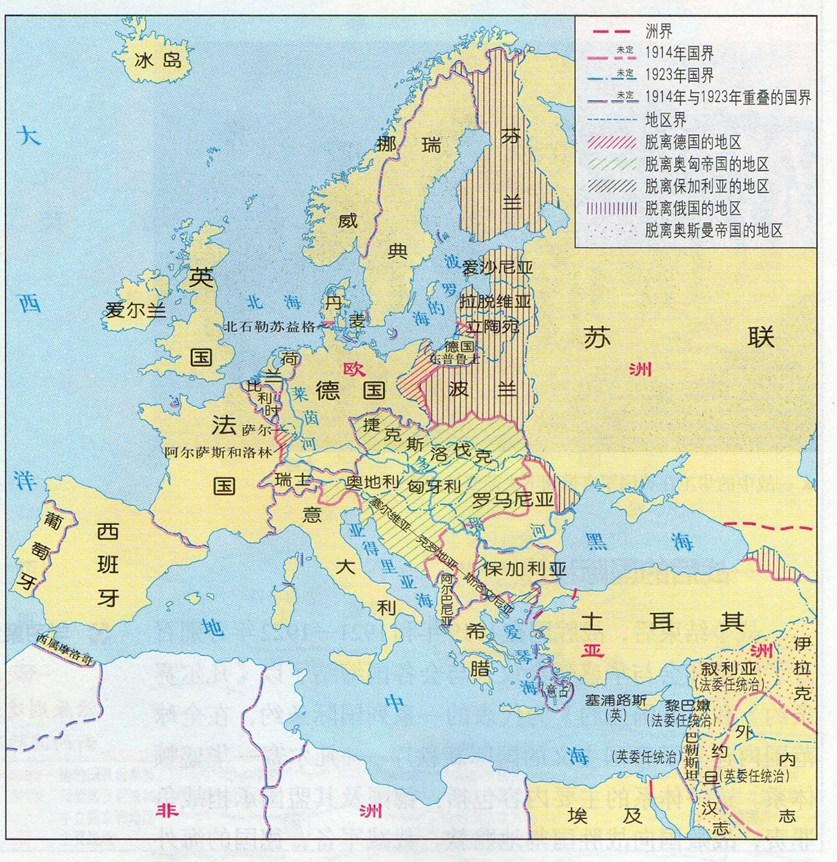 洲界
未定
1914年国界
未定
1923年国界
未定
1914年与1923年重叠的国界
地区界
脱离德国的地区
脱离奥匈帝国的地区
脱离保加利亚的地区
脱离俄国的地区
脱离奥斯曼帝国的地区
冰岛
大西洋
挪威
瑞典
芬兰
英国
爱尔兰
北海
丹麦
北石勒苏益格
波罗的海
爱沙尼亚
拉脱维亚
立陶宛
德国
东普鲁士
苏联
欧洲
荷兰
比利时
莱茵河
德国
波兰
法国
萨尔
阿尔萨斯和洛林
捷克斯洛伐克
瑞士
奥地利
匈牙利
罗马尼亚
多瑙河
意大利
塞尔维亚—克罗地亚—斯洛文尼亚
亚得里亚海
黑海
葡萄牙
西班牙
保加利亚
阿尔巴尼亚
希腊
爱琴海
土耳其
亚洲
地中海
西属摩洛哥
意占
塞浦路斯
(英)
叙利亚
(法委任统治)
黎巴嫩
(法委任统治)
伊拉克
巴勒斯坦
(英委任统治)
外约旦
(英委任统治)
内志
汉志
埃及
非洲